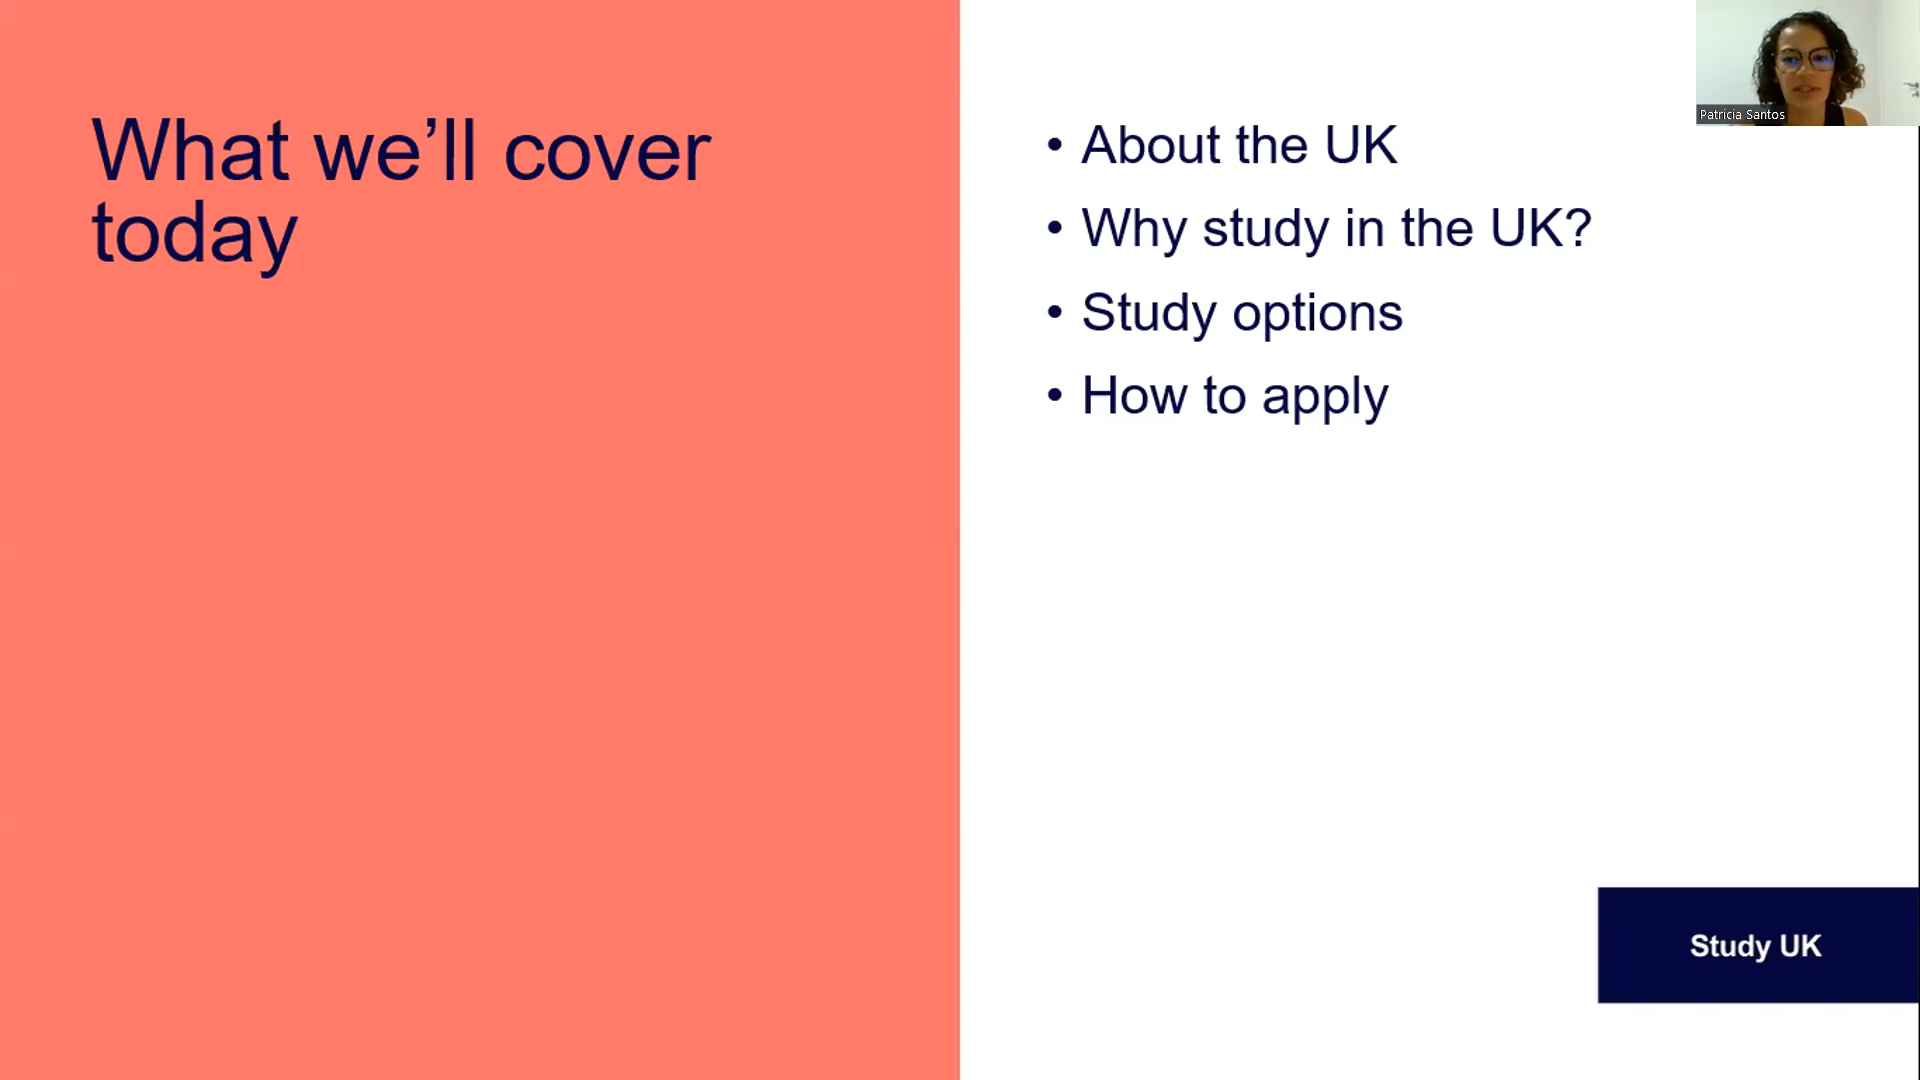 What we’ll cover
today
• About the UK
• Why study in the UK?
• Study options
• How to apply
Patricia Santos
Study UK